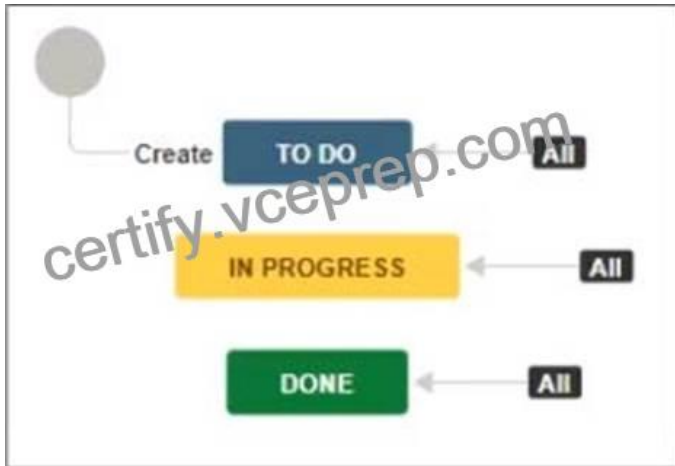 Create TO DO All
certify.vceprep.com
IN PROGRESS All
DONE All